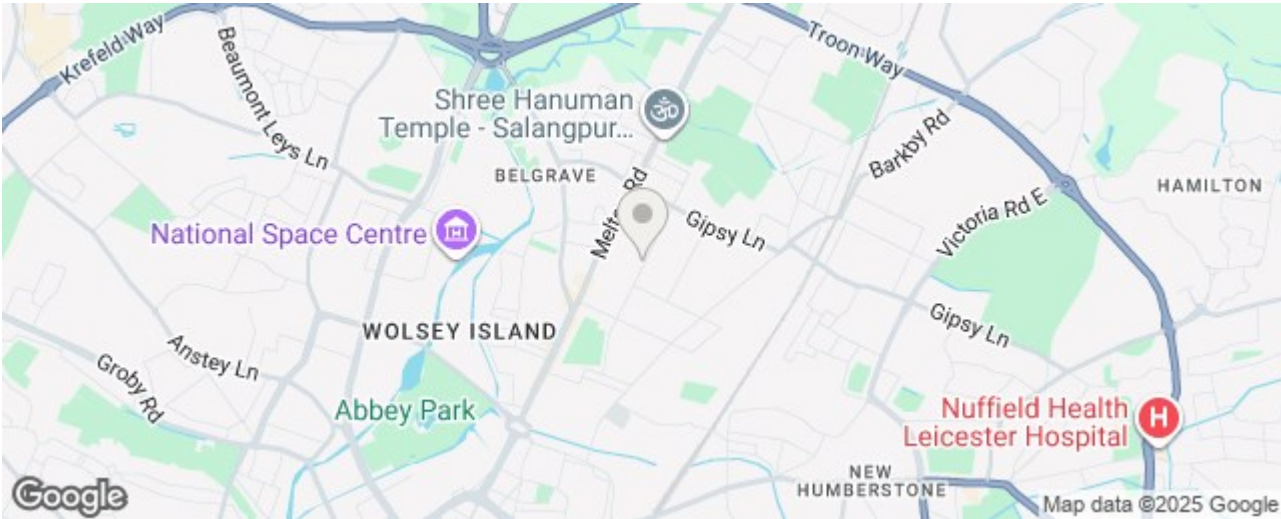 Krefeld Way
Beaumont Leys Ln
Troon Way
Shree Hanuman
Temple - Salangpur...
ॐ
Barkby Rd
BELGRAVE
HAMILTON
Melton Rd
Gipsy Ln
Victoria Rd E
National Space Centre
WOLSEY ISLAND
Gipsy Ln
Anstey Ln
Groby Rd
Abbey Park
Nuffield Health
Leicester Hospital
H
NEW
HUMBERSTONE
Google
Map data ©2025 Google